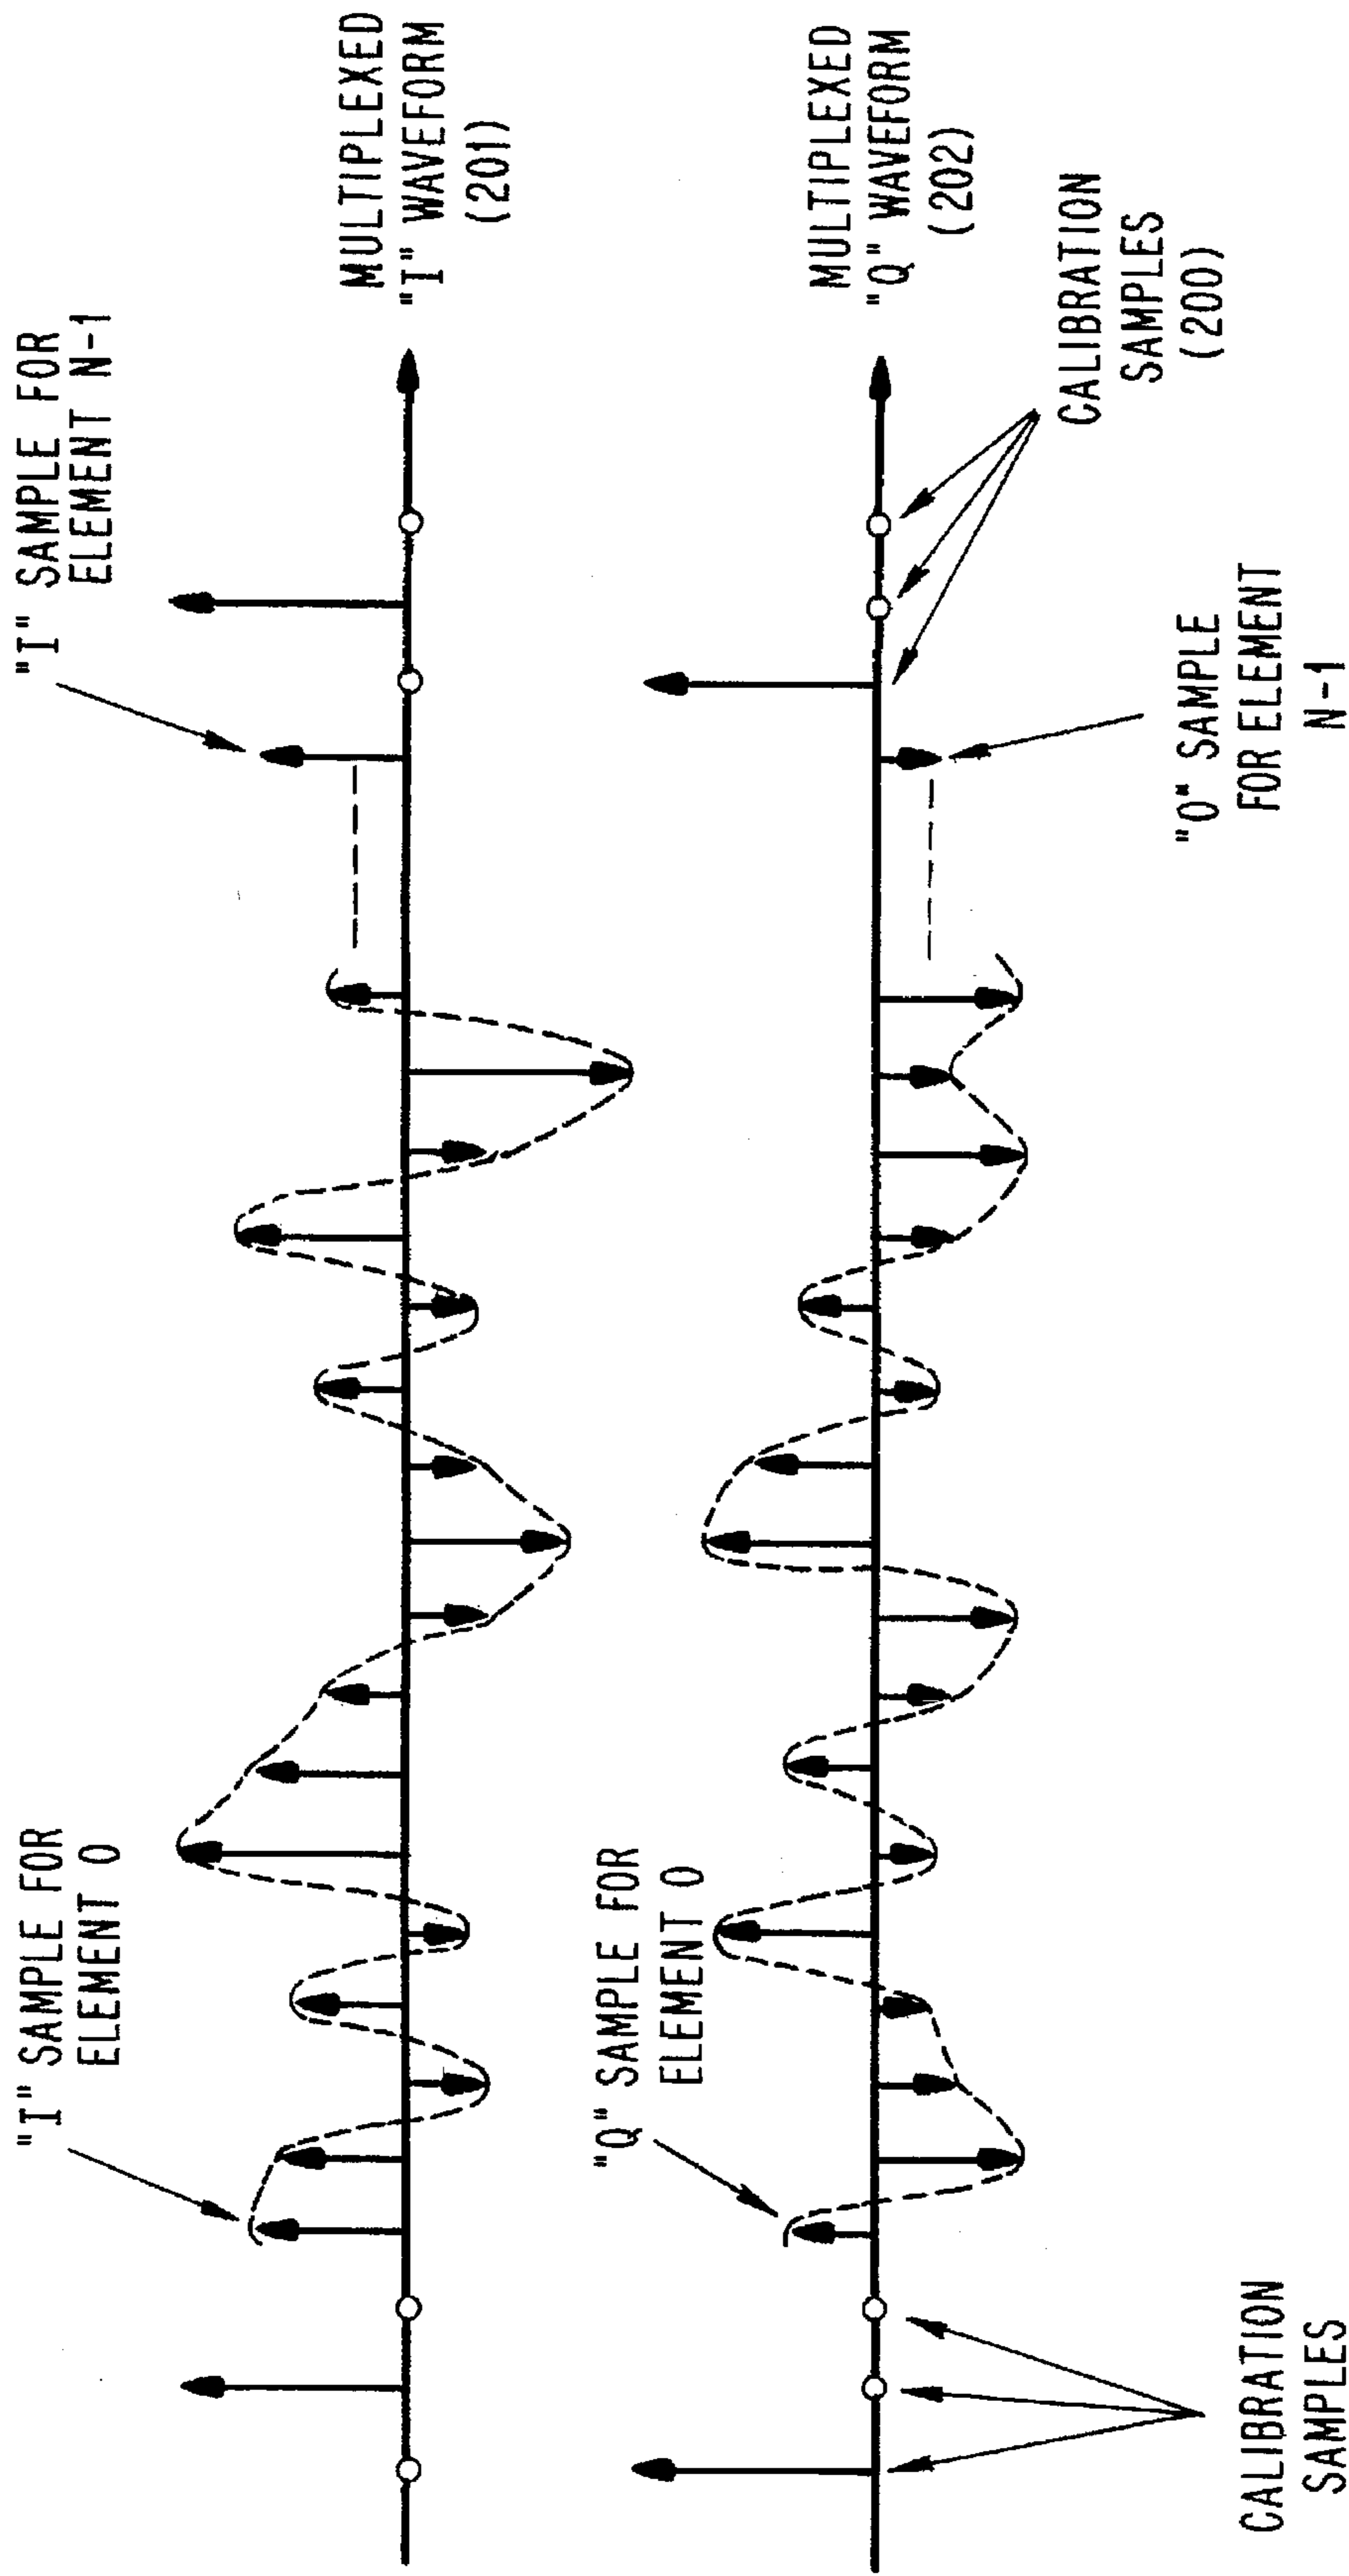 "I" SAMPLE FOR
ELEMENT 0
"I" SAMPLE FOR
ELEMENT N-1
MULTIPLEXED
"I" WAVEFORM
(201)
"Q" SAMPLE FOR
ELEMENT 0
MULTIPLEXED
"Q" WAVEFORM
(202)
CALIBRATION
SAMPLES
"O" SAMPLE
FOR ELEMENT
N-1
CALIBRATION
SAMPLES
(200)